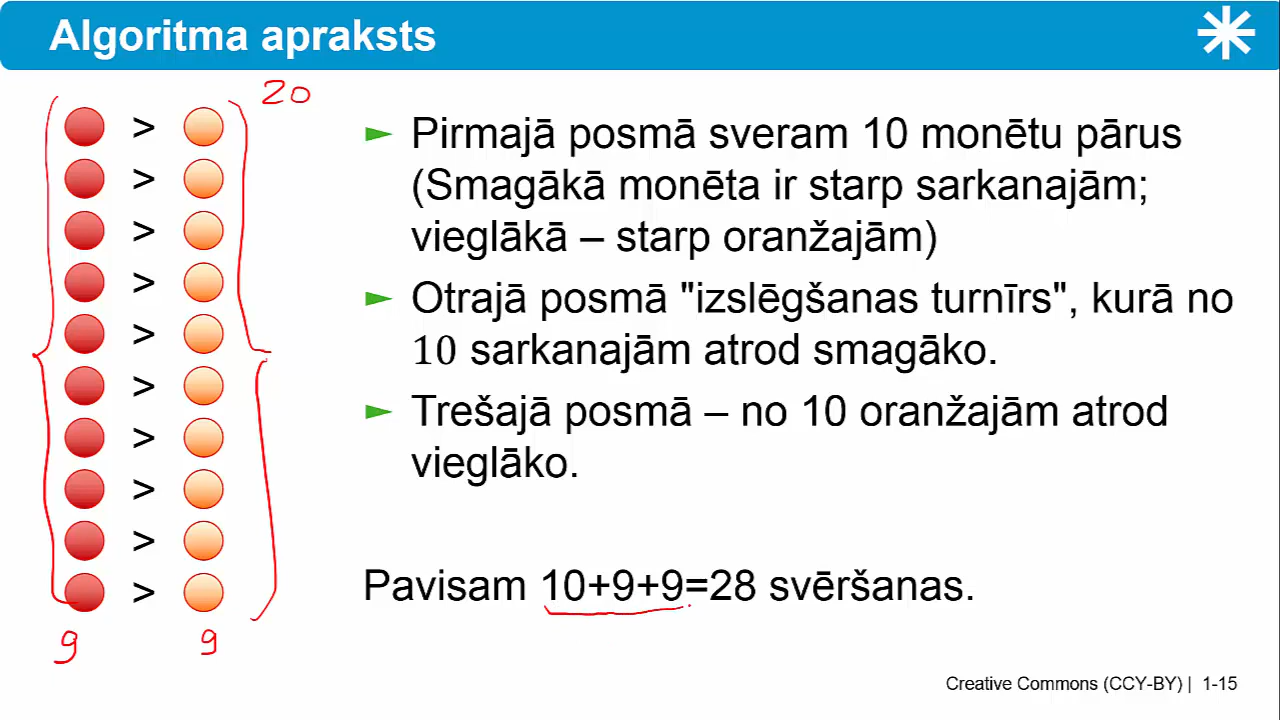 Algoritma apraksts
20
>
>
>
>
>
>
>
>
>
>
9 9
► Pirmajā posmā sveram 10 monētu pārus
(Smagākā monēta ir starp sarkanajām;
vieglākā – starp oranžajām)
► Otrajā posmā "izslēgšanas turnīrs", kurā no
10 sarkanajām atrod smagāko.
► Trešajā posmā – no 10 oranžajām atrod
vieglāko.
Pavisam 10+9+9=28 svēršanas.
Creative Commons (CCY-BY) | 1-15